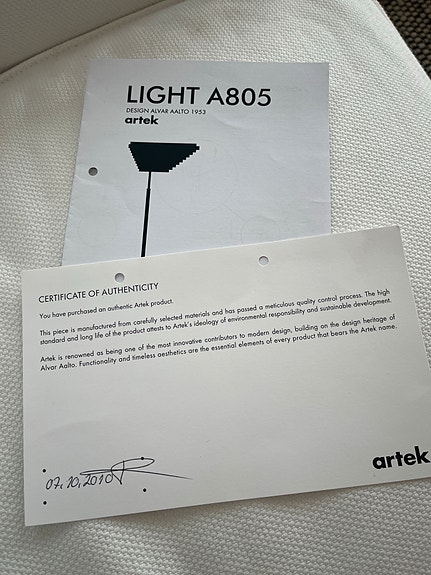 LIGHT A805
DESIGN ALVAR AALTO 1953
artek
CERTIFICATE OF AUTHENTICITY
You have purchased an authentic Artek product.
This piece is manufactured from carefully selected materials and has passed a meticulous quality control process. The high
standard and long life of the product attests to Artek's ideology of environmental responsibility and sustainable development.
Artek is renowned as being one of the most innovative contributors to modern design, building on the design heritage of
Alvar Aalto. Functionality and timeless aesthetics are the essential elements of every product that bears the Artek name.
07.10.2010
artek